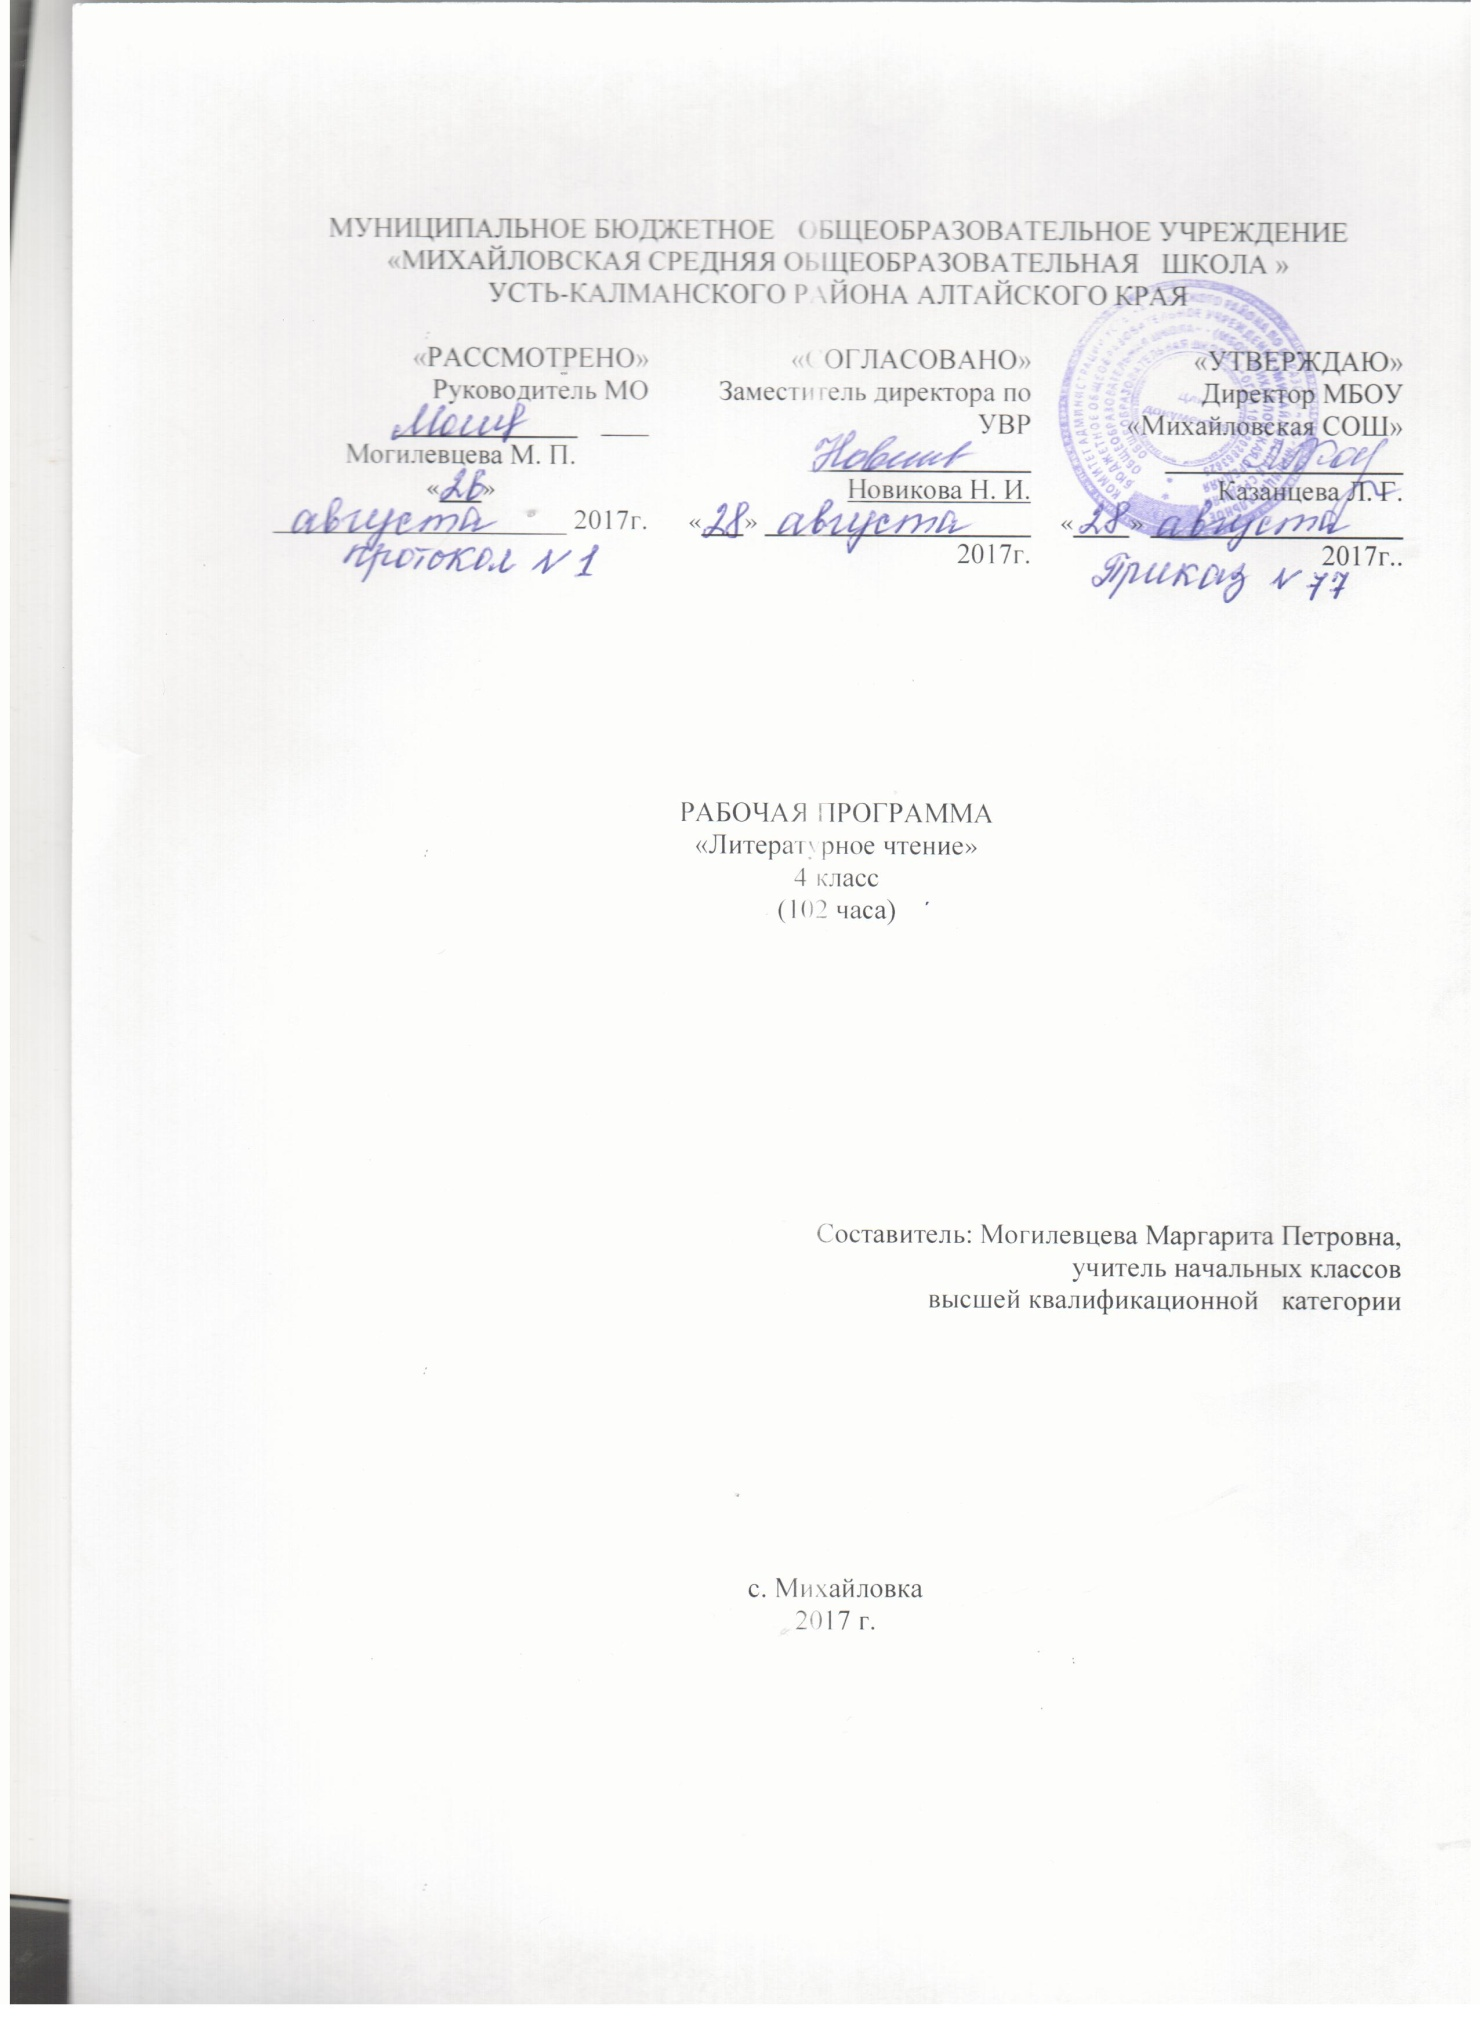 МУНИЦИПАЛЬНОЕ БЮДЖЕТНОЕ ОБЩЕОБРАЗОВАТЕЛЬНОЕ УЧРЕЖДЕНИЕ
«МИХАЙЛОВСКАЯ СРЕДНЯЯ ОБЩЕОБРАЗОВАТЕЛЬНАЯ ШКОЛА »
УСТЬ-КАЛМАНСКОГО РАЙОНА АЛТАЙСКОГО КРАЯ
«РАССМОТРЕНО»
Руководитель МО
Могилевцева М. П.
августа 2017г.
протокол N 1
«СОГЛАСОВАНО»
Заместитель директора по
УВР
Новикова Н. И.
«28» августа
2017г.
«УТВЕРЖДАЮ»
Директор МБОУ
«Михайловская СОШ»
Казанцева Л.Г.
«28» августа
2017г..
Приказ N 77
РАБОЧАЯ ПРОГРАММА
«Литературное чтение»
4 класс
(102 часа)
Составитель: Могилевцева Маргарита Петровна,
учитель начальных классов
высшей квалификационной категории
с. Михайловка
2017 г.